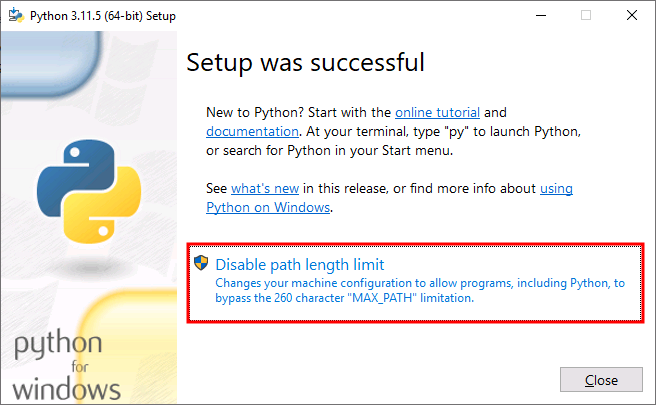 Python 3.11.5 (64-bit) Setup
Setup was successful
New to Python? Start with the online tutorial and
documentation. At your terminal, type "py" to launch Python,
or search for Python in your Start menu.
See what's new in this release, or find more info about using
Python on Windows.
Disable path length limit
Changes your machine configuration to allow programs, including Python, to
bypass the 260 character "MAX_PATH" limitation.
python
for
windows
Close